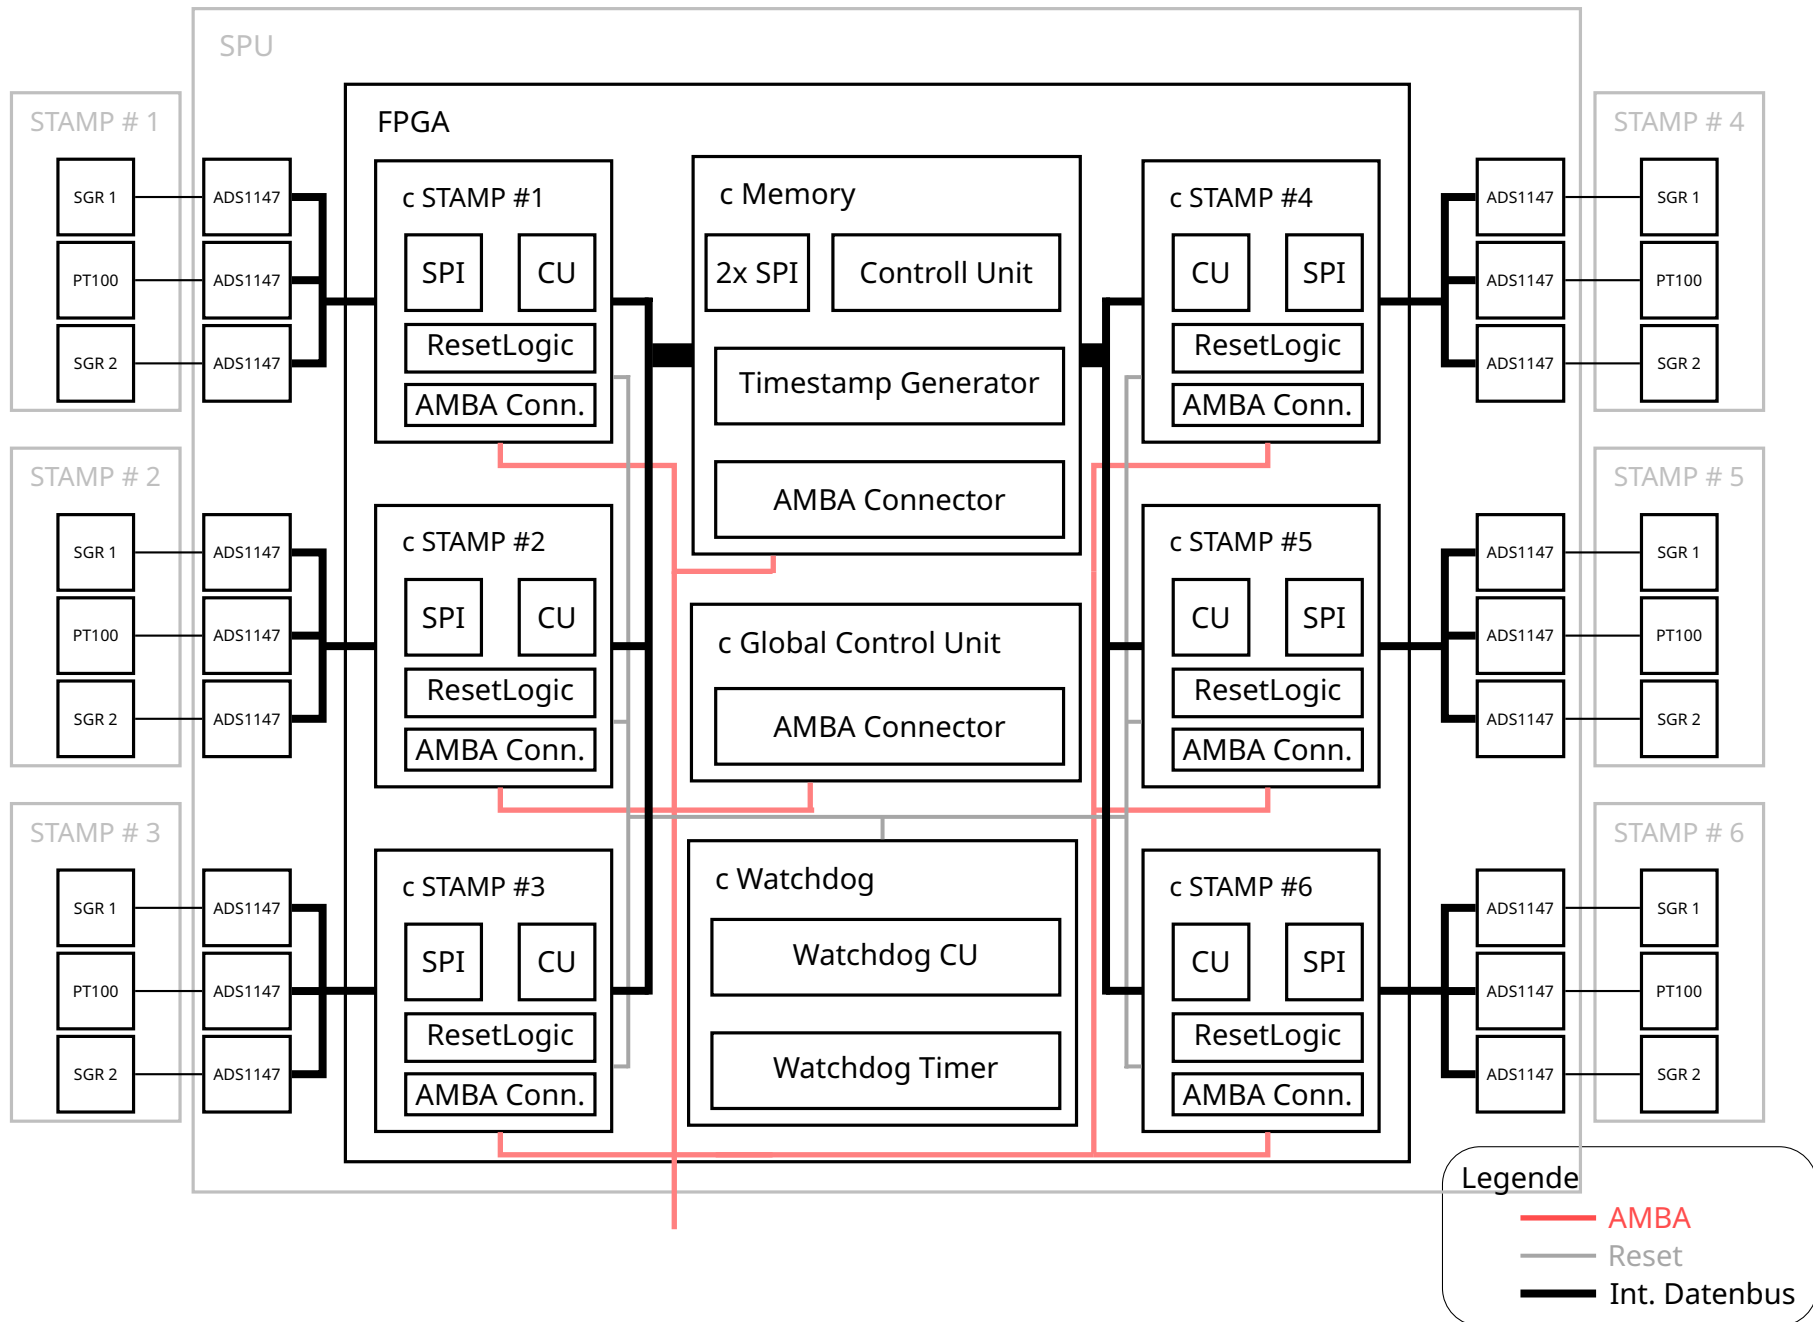 SPU
FPGA
STAMP # 1
SGR 1
PT100
SGR 2
ADS1147
ADS1147
ADS1147
c STAMP #1
SPI
CU
ResetLogic
AMBA Conn.
STAMP # 2
SGR 1
PT100
SGR 2
ADS1147
ADS1147
ADS1147
c STAMP #2
SPI
CU
ResetLogic
AMBA Conn.
STAMP # 3
SGR 1
PT100
SGR 2
ADS1147
ADS1147
ADS1147
c STAMP #3
SPI
CU
ResetLogic
AMBA Conn.
c Memory
2x SPI
Controll Unit
Timestamp Generator
AMBA Connector
c Global Control Unit
AMBA Connector
c Watchdog
Watchdog CU
Watchdog Timer
c STAMP #4
CU
SPI
ResetLogic
AMBA Conn.
ADS1147
ADS1147
ADS1147
STAMP # 4
SGR 1
PT100
SGR 2
c STAMP #5
CU
SPI
ResetLogic
AMBA Conn.
ADS1147
ADS1147
ADS1147
STAMP # 5
SGR 1
PT100
SGR 2
c STAMP #6
CU
SPI
ResetLogic
AMBA Conn.
ADS1147
ADS1147
ADS1147
STAMP # 6
SGR 1
PT100
SGR 2
Legende
AMBA
Reset
Int. Datenbus